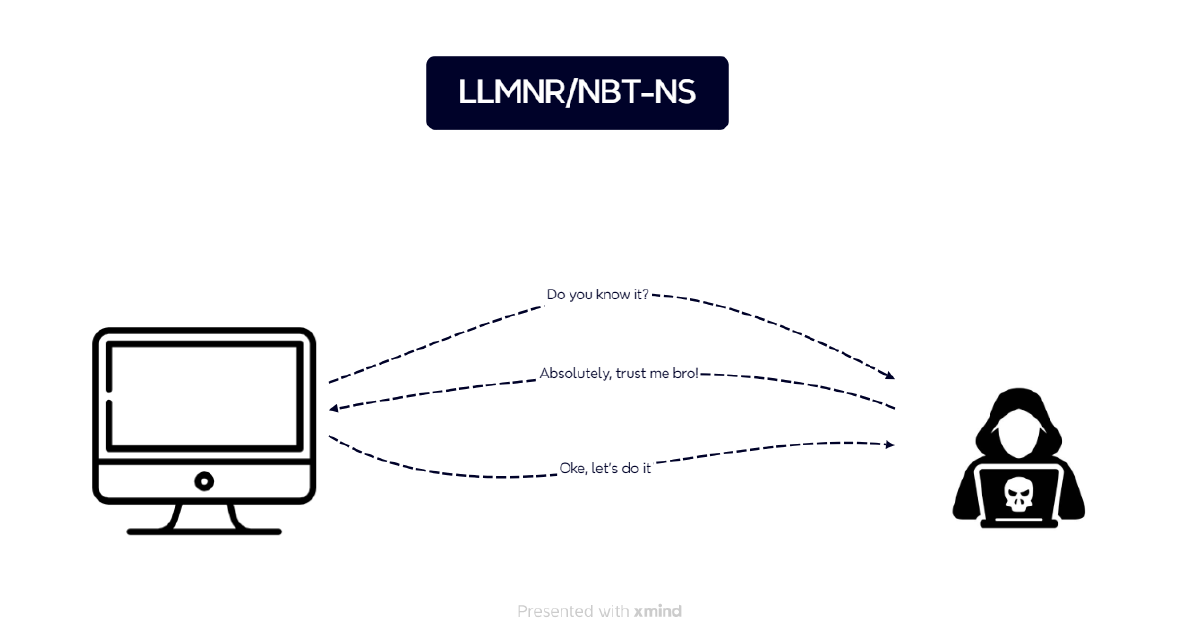 LLMNR/NBT-NS
Do you know it?
Absolutely, trust me bro!
Oke, let's do it
Presented with xmind